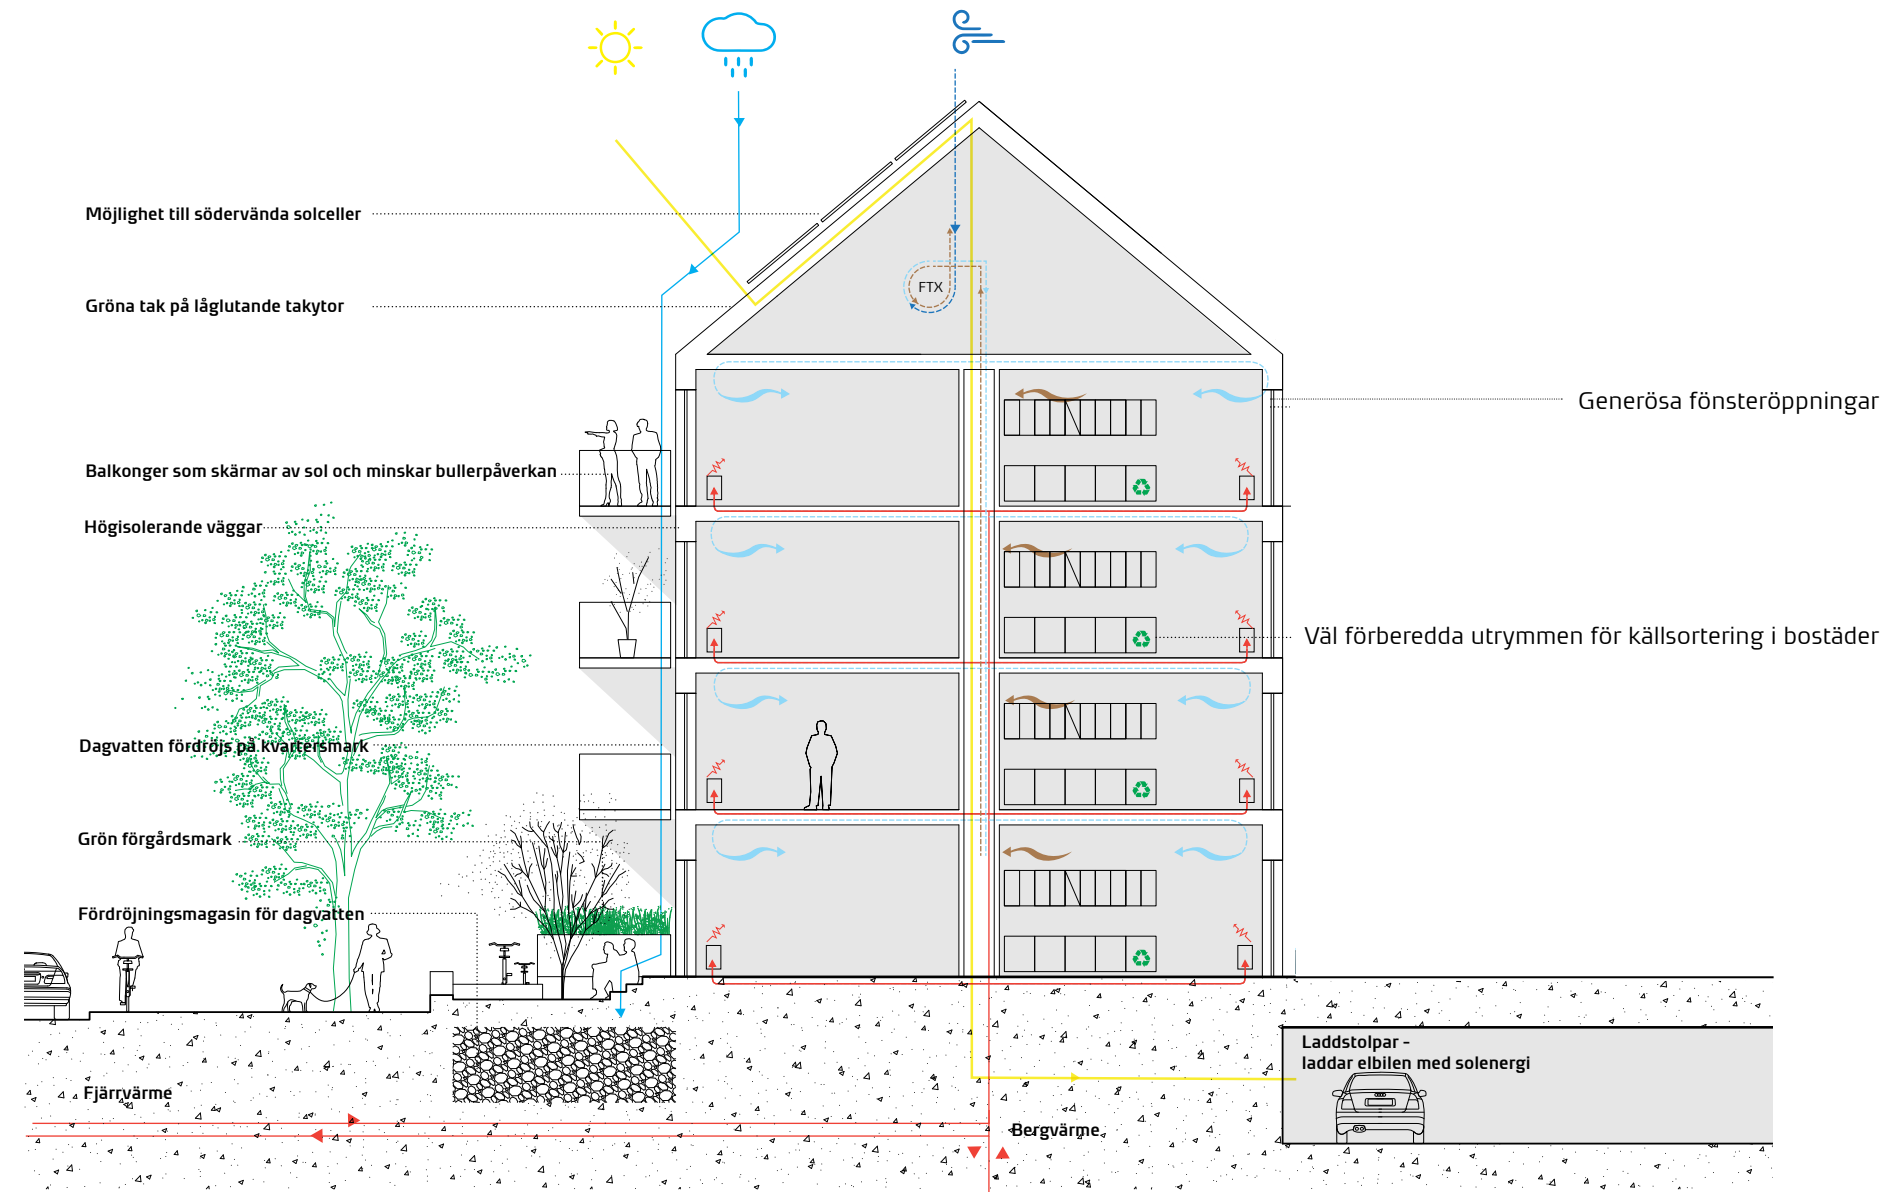 Möjlighet till södervända solceller
Gröna tak på låglutande takytor
FTX
Generösa fönsteröppningar
Balkonger som skärmar av sol och minskar bullerpåverkan
Högisolerande väggar
Väl förberedda utrymmen för källsortering i bostäder
Dagvatten fördröjs på kvartersmark
Grön förgårdsmark
Fördröjningsmagasin för dagvatten
Laddstolpar -
laddar elbilen med solenergi
Fjärrvärme
Bergvärme